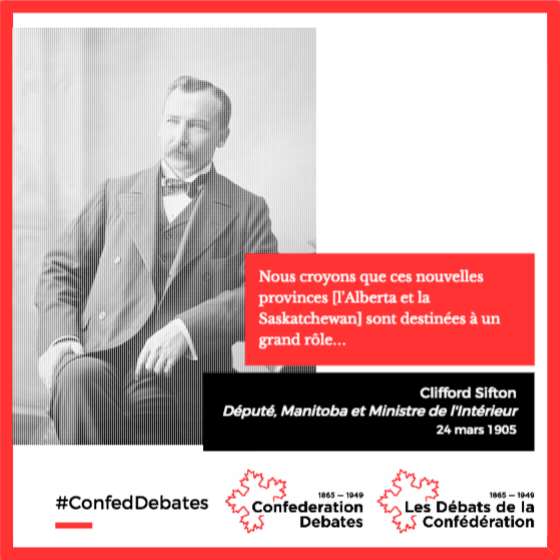 Nous croyons que ces nouvelles
provinces [l'Alberta et la
Saskatchewan] sont destinées à un
grand rôle...
Clifford Sifton
Député, Manitoba et Ministre de l'Intérieur
24 mars 1905
#ConfedDebates
1865 — 1949
Confederation
Debates
1865 — 1949
Les Débats de la
Confédération